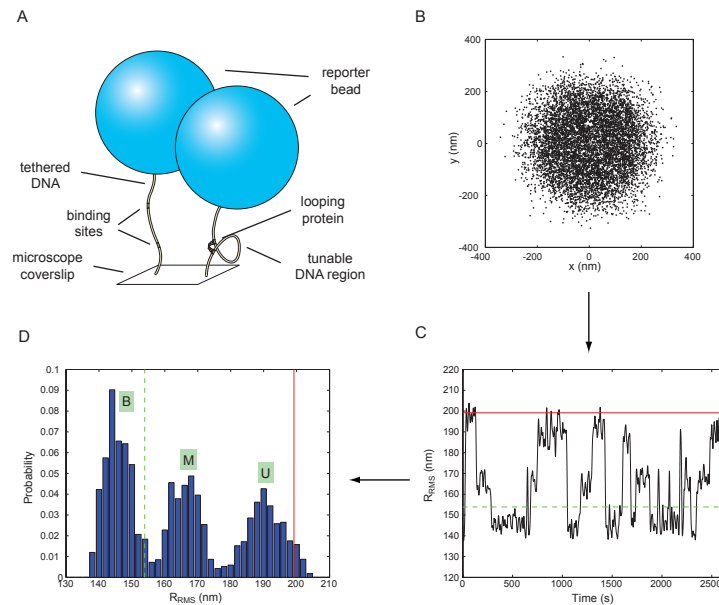 A
reporter
bead
tethered
DNA
binding
sites
microscope
coverslip
looping
protein
tunable
DNA region
B
400
200
0
-200
-400
y (nm)
-400
-200
0
200
400
x (nm)
D
0.1
0.09
0.08
0.07
0.06
0.05
0.04
0.03
0.02
0.01
0
Probability
B
M
U
130
140
150
160
170
180
190
200
210
RRMS (nm)
C
220
210
200
190
180
170
160
150
140
130
120
RRMS (nm)
0
500
1000
1500
2000
2500
Time (s)